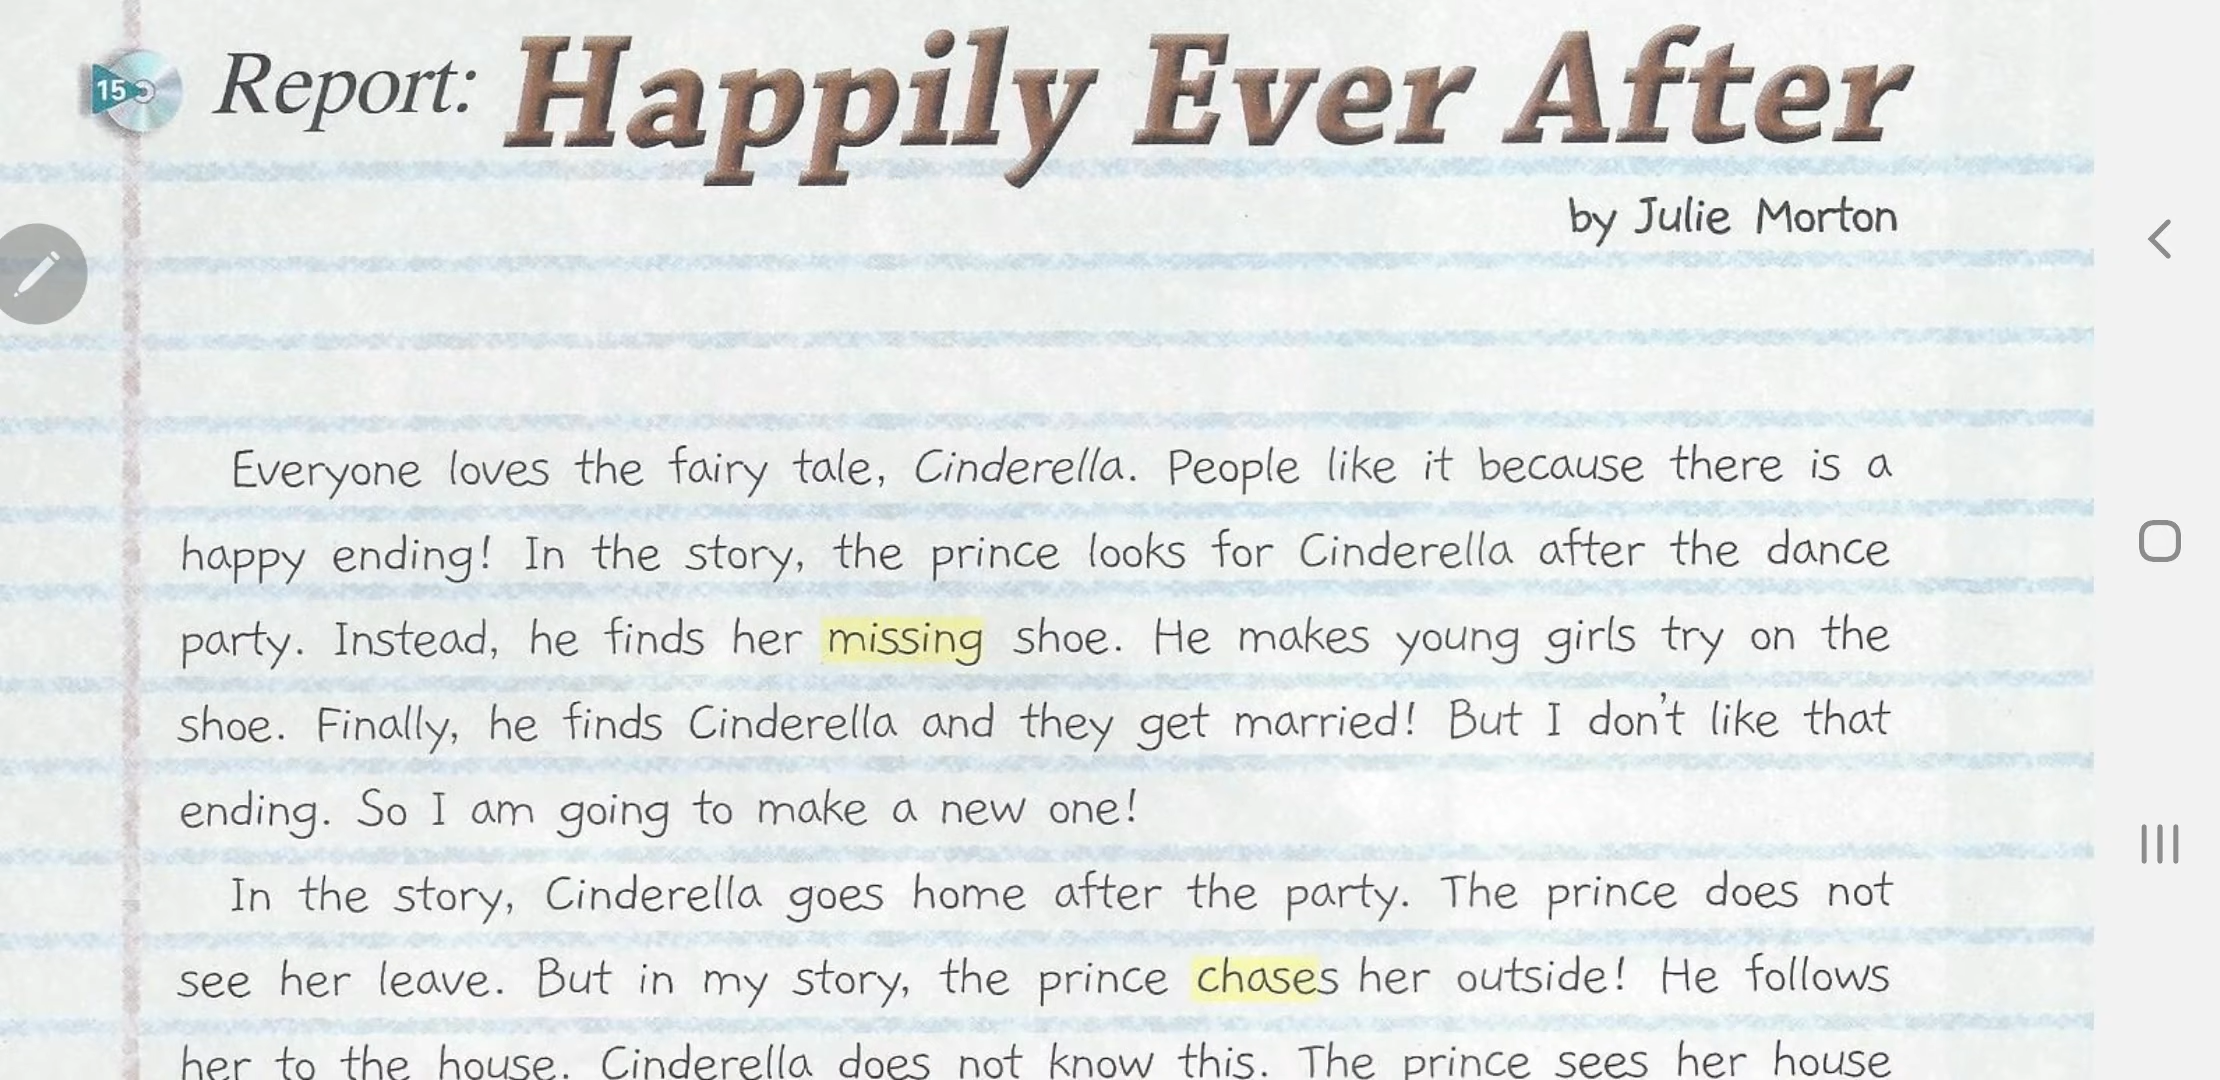 15
Report: Happily Ever After
by Julie Morton
Everyone loves the fairy tale, Cinderella. People like it because there is a
happy ending! In the story, the prince looks for Cinderella after the dance
party. Instead, he finds her missing shoe. He makes young girls try on the
shoe. Finally, he finds Cinderella and they get married! But I don't like that
ending. So I am going to make a new one!
In the story, Cinderella goes home after the party. The prince does not
see her leave. But in my story, the prince chases her outside! He follows
her to the house. Cinderella does not know this. The prince sees her house